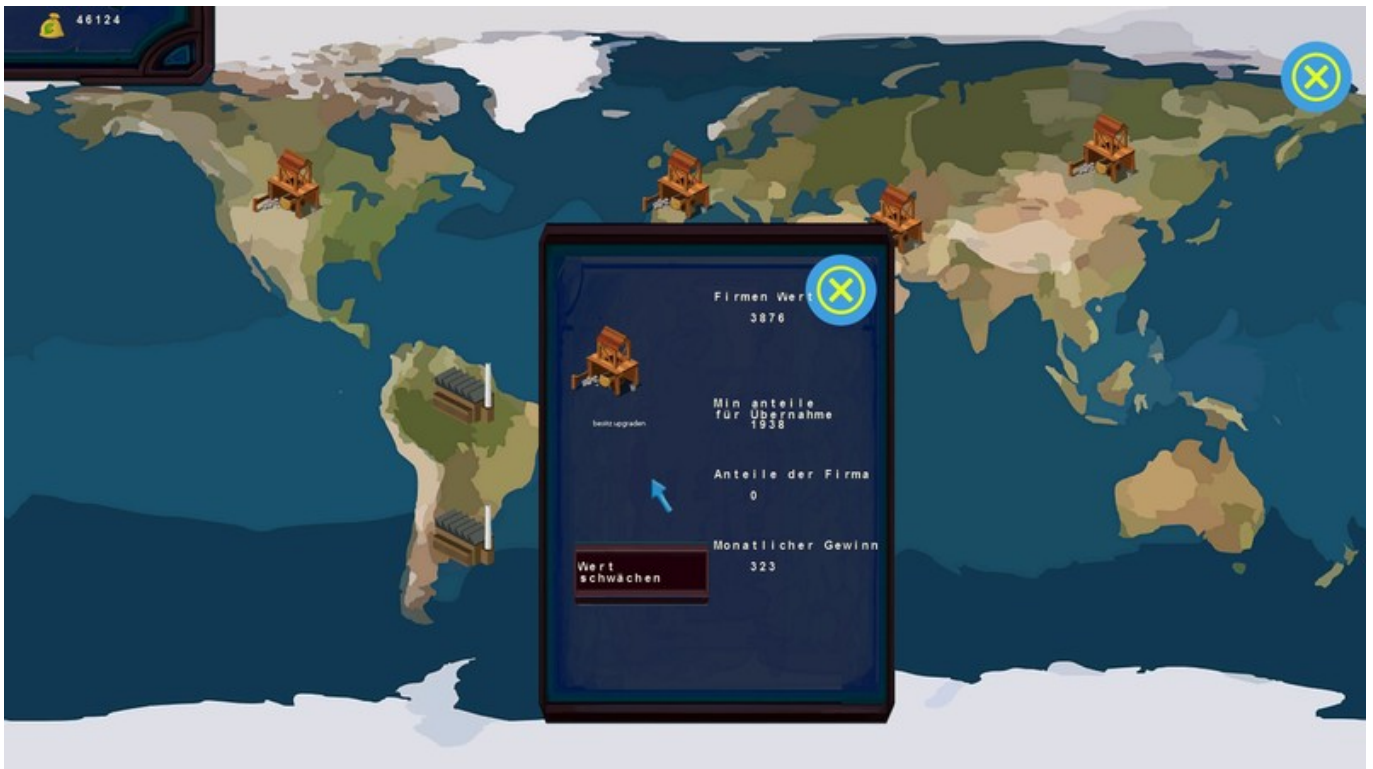 46124
Firmen Wert
3876
Min anteile
für Übernahme
1938
besitz upgraden
Anteile der Firma
0
Monatlicher Gewinn
323
Wert
schwächen